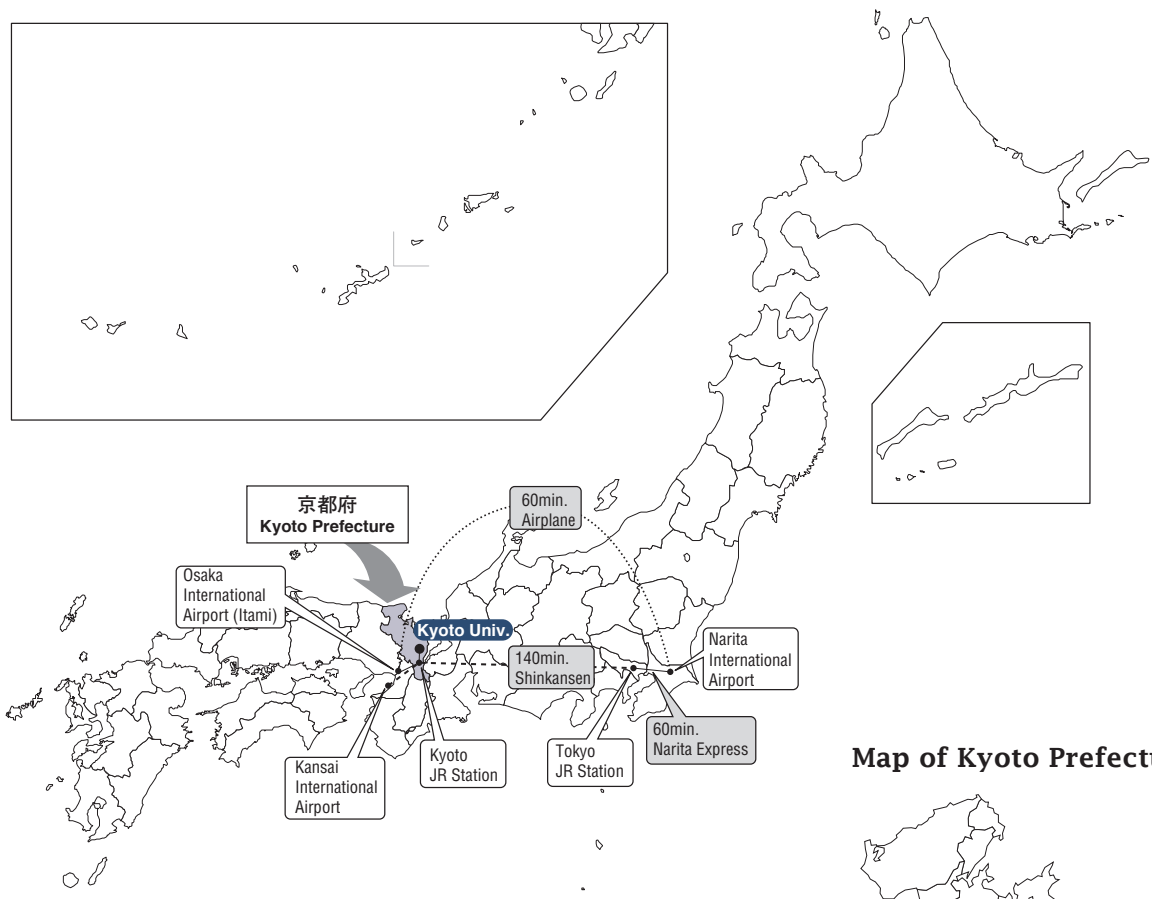 京都府
Kyoto Prefecture
60min.
Airplane
Osaka
International
Airport (Itami)
Kyoto Univ.
140min.
Shinkansen
Narita
International
Airport
60min.
Narita Express
Kansai
International
Airport
Kyoto
JR Station
Tokyo
JR Station
Map of Kyoto Prefectu